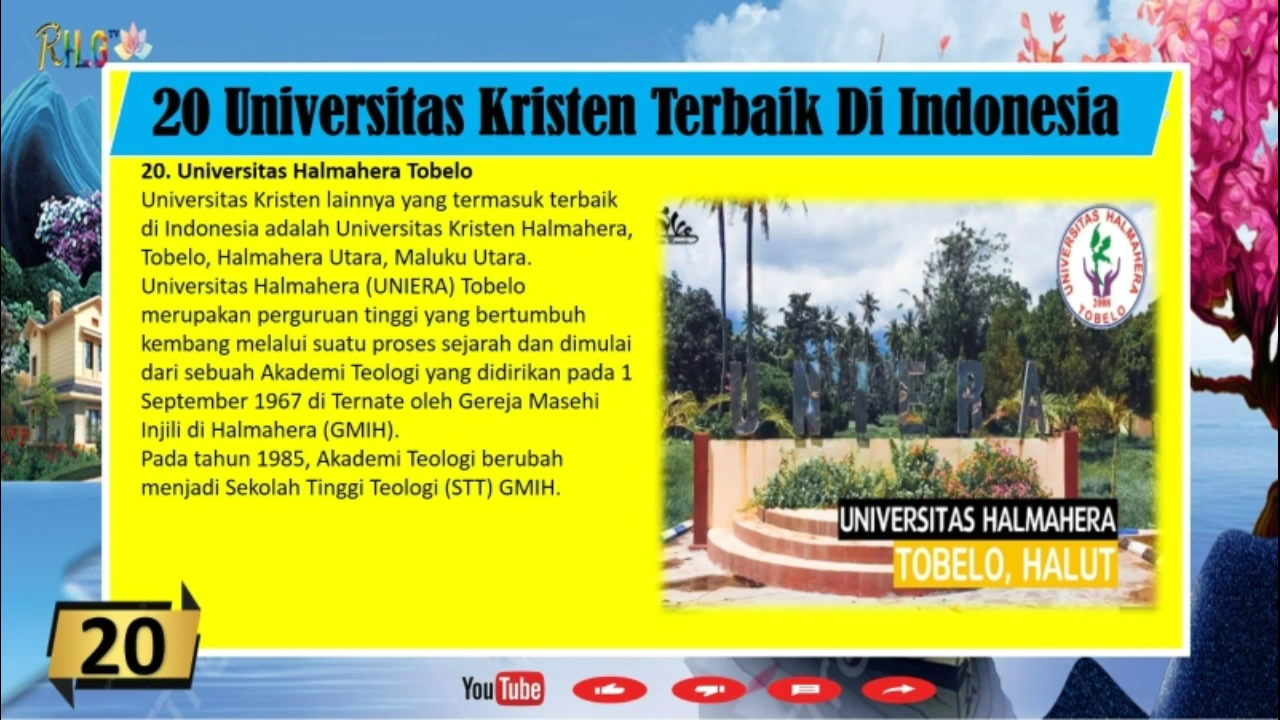 RHLG TV
20 Universitas Kristen Terbaik Di Indonesia
20. Universitas Halmahera Tobelo
Universitas Kristen lainnya yang termasuk terbaik
di Indonesia adalah Universitas Kristen Halmahera,
Tobelo, Halmahera Utara, Maluku Utara.
Universitas Halmahera (UNIERA) Tobelo
merupakan perguruan tinggi yang bertumbuh
kembang melalui suatu proses sejarah dan dimulai
dari sebuah Akademi Teologi yang didirikan pada 1
September 1967 di Ternate oleh Gereja Masehi
Injili di Halmahera (GMIH).
Pada tahun 1985, Akademi Teologi berubah
menjadi Sekolah Tinggi Teologi (STT) GMIH.
UNIVERSITAS HALMAHERA
2008
TOBELO
UNIERA
UNIVERSITAS HALMAHERA
TOBELO, HALUT
20
YouTube